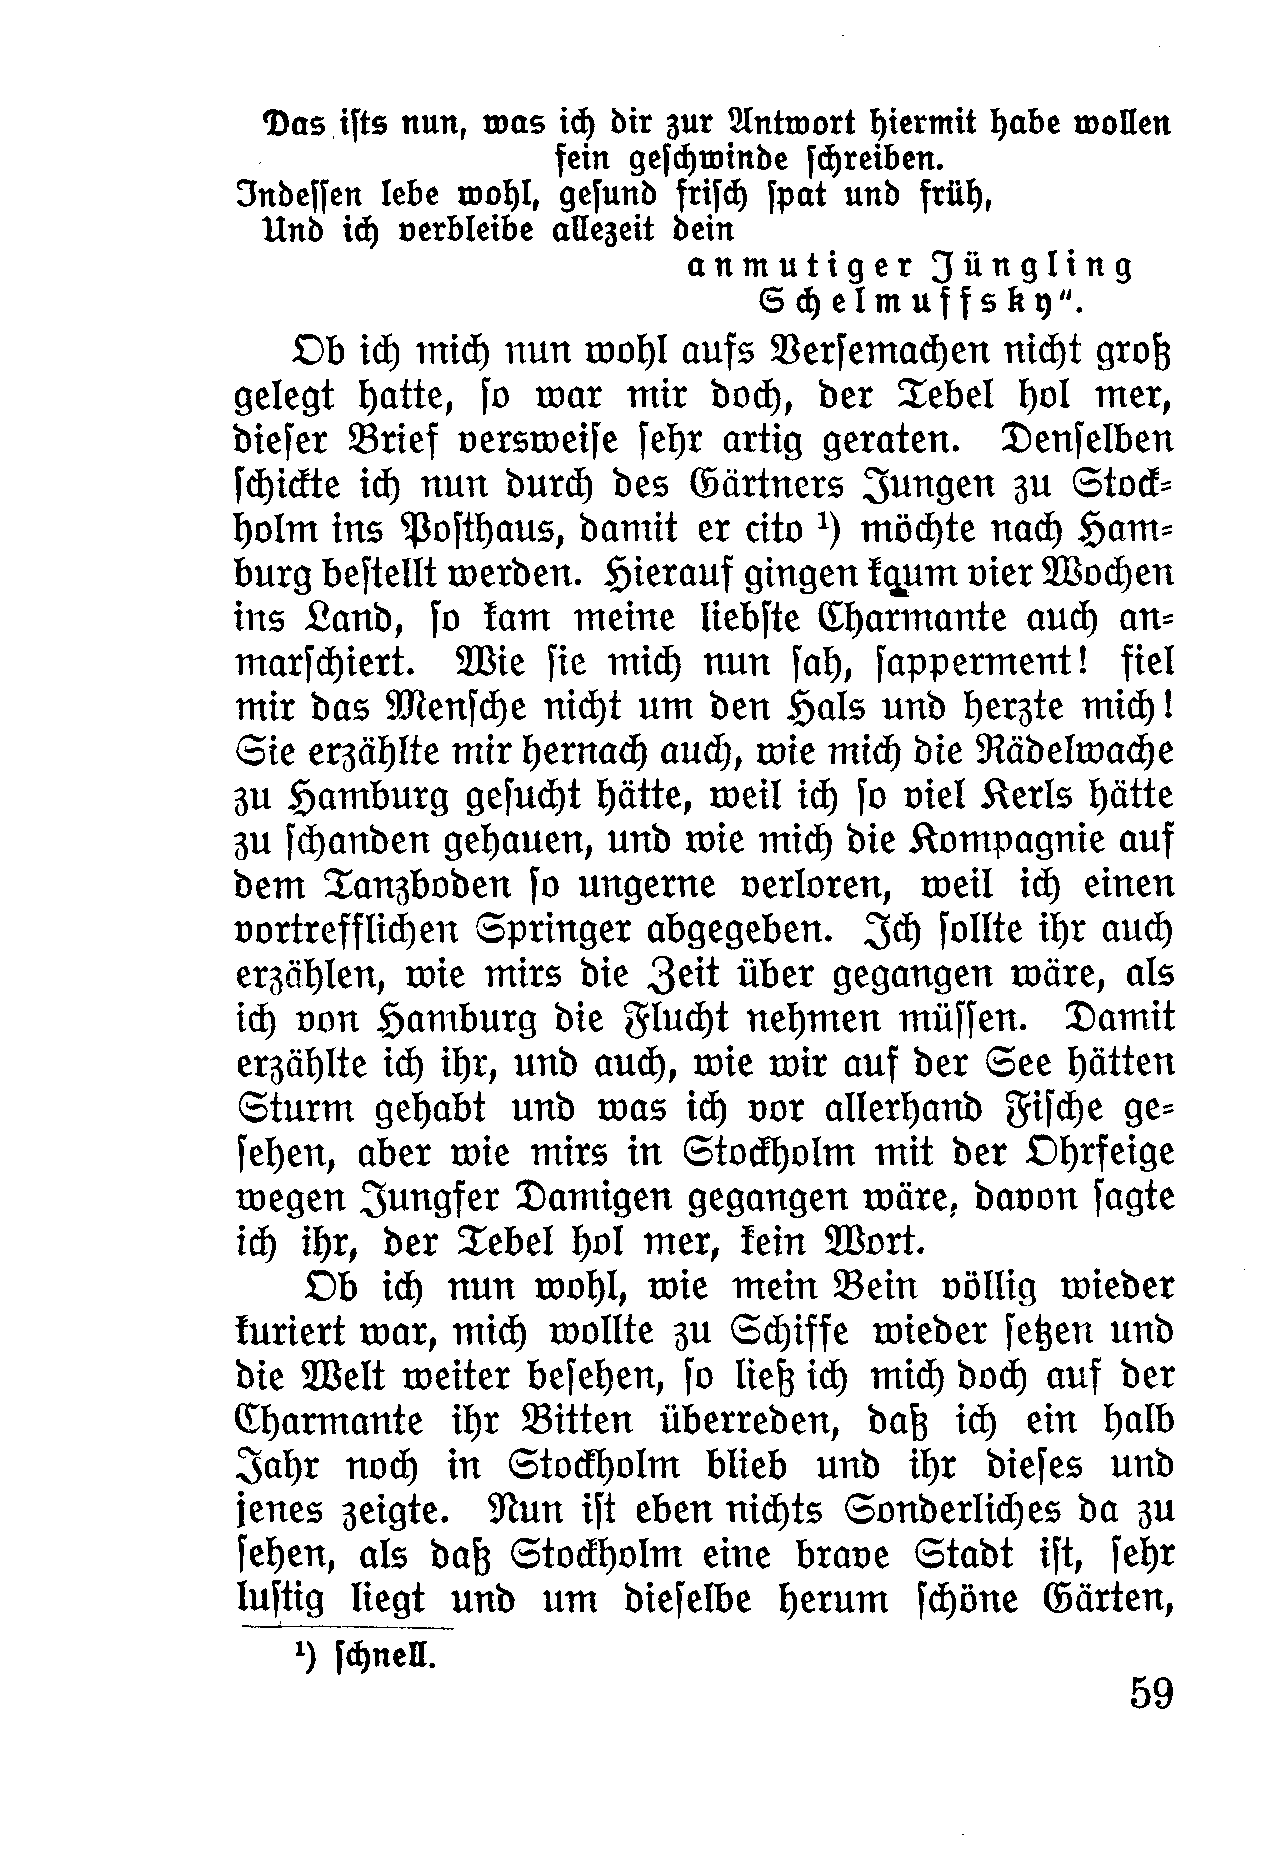 Das iſts nun, was ich dir zur Antwort hiermit habe wollen
fein geſchwinde ſchreiben.
Indeſſen lebe wohl, geſund friſch ſpat und früh,
Und ich verbleibe allezeit dein
anmutiger Jüngling
Schelmuffsky“.
Ob ich mich nun wohl aufs Verſemachen nicht groß
gelegt hatte, ſo war mir doch, der Tebel hol mer,
dieſer Brief versweiſe ſehr artig geraten. Denſelben
ſchickte ich nun durch des Gärtners Jungen zu Stock-
holm ins Poſthaus, damit er cito ¹) möchte nach Ham-
burg beſtellt werden. Hierauf gingen kaum vier Wochen
ins Land, ſo kam meine liebſte Charmante auch an-
marſchiert. Wie ſie mich nun ſah, ſapperment! fiel
mir das Menſche nicht um den Hals und herzte mich!
Sie erzählte mir hernach auch, wie mich die Rädelwache
zu Hamburg geſucht hätte, weil ich ſo viel Kerls hätte
zu ſchanden gehauen, und wie mich die Kompagnie auf
dem Tanzboden ſo ungerne verloren, weil ich einen
vortrefflichen Springer abgegeben. Ich ſollte ihr auch
erzählen, wie mirs die Zeit über gegangen wäre, als
ich von Hamburg die Flucht nehmen müſſen. Damit
erzählte ich ihr, und auch, wie wir auf der See hätten
Sturm gehabt und was ich vor allerhand Fiſche ge-
ſehen, aber wie mirs in Stockholm mit der Ohrfeige
wegen Jungfer Damigen gegangen wäre, davon ſagte
ich ihr, der Tebel hol mer, kein Wort.
Ob ich nun wohl, wie mein Bein völlig wieder
kuriert war, mich wollte zu Schiffe wieder ſetzen und
die Welt weiter beſehen, ſo ließ ich mich doch auf der
Charmante ihr Bitten überreden, daß ich ein halb
Jahr noch in Stockholm blieb und ihr dieſes und
jenes zeigte. Nun iſt eben nichts Sonderliches da zu
ſehen, als daß Stockholm eine brave Stadt iſt, ſehr
luſtig liegt und um dieſelbe herum ſchöne Gärten,
¹) ſchnell.
59